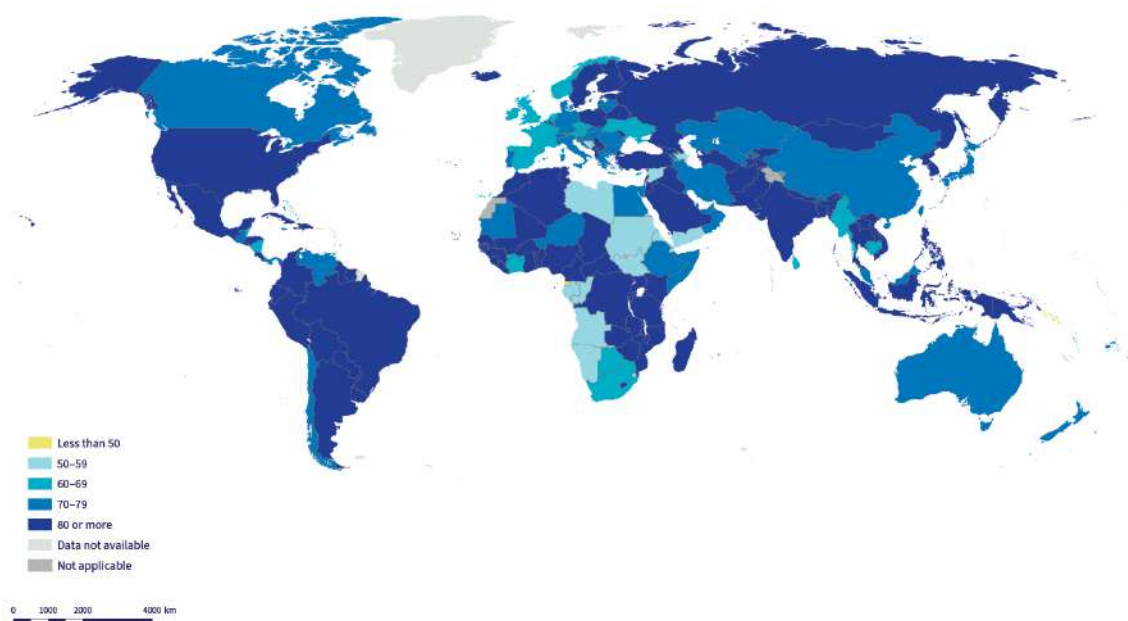 Less than 50
50–59
60–69
70–79
80 or more
Data not available
Not applicable
0 1000 2000 4000 km